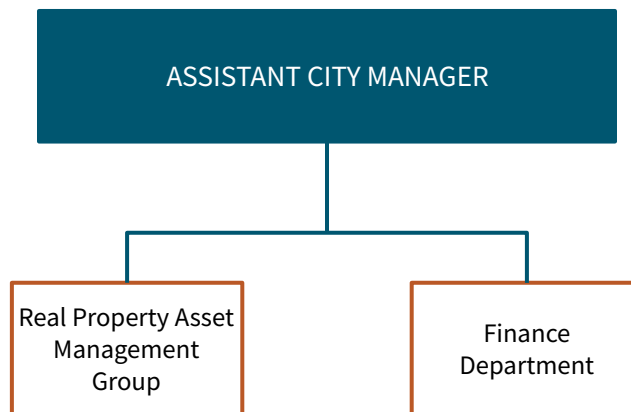 ASSISTANT CITY MANAGER
Real Property Asset
Management
Group
Finance
Department